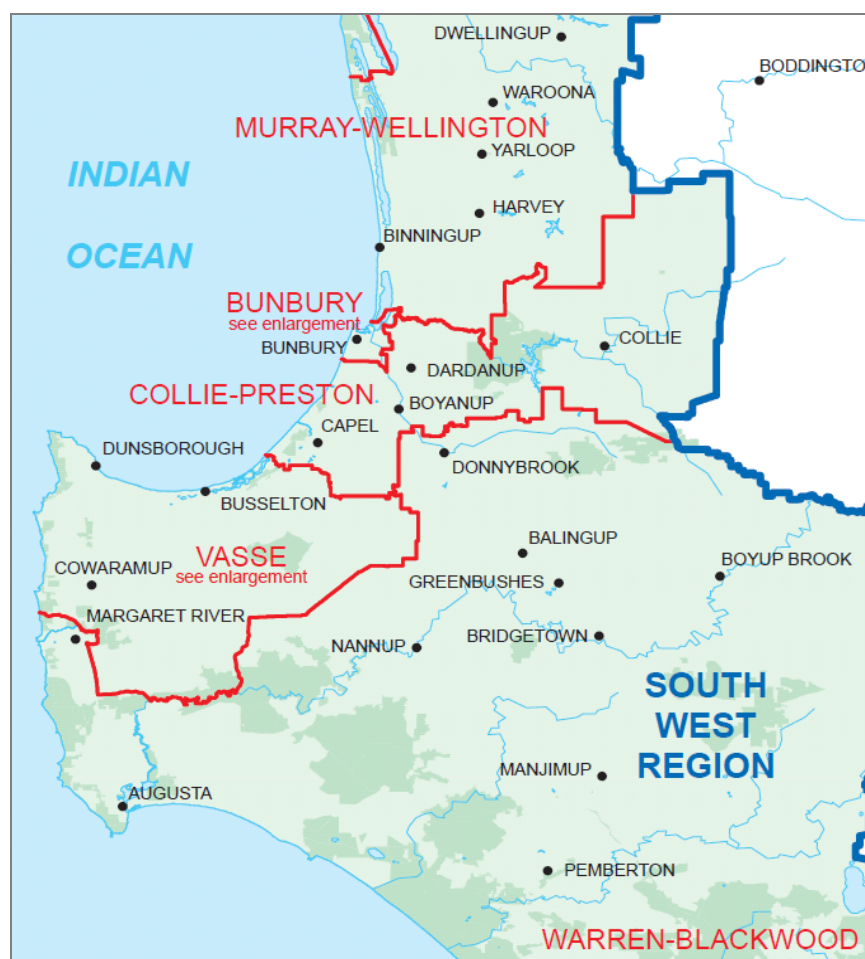 DWELLINGUP
BODDINGTO
WAROONA
MURRAY-WELLINGTON
YARLOOP
INDIAN
OCEAN
HARVEY
BINNINGUP
BUNBURY
see enlargement
BUNBURY
COLLIE
DARDANUP
COLLIE-PRESTON
BOYANUP
CAPEL
DUNSBOROUGH
DONNYBROOK
BUSSELTON
VASSE
see enlargement
BALINGUP
BOYUP BROOK
COWARAMUP
GREENBUSHES
MARGARET RIVER
BRIDGETOWN
NANNUP
SOUTH
WEST
REGION
MANJIMUP
AUGUSTA
PEMBERTON
WARREN-BLACKWOOD